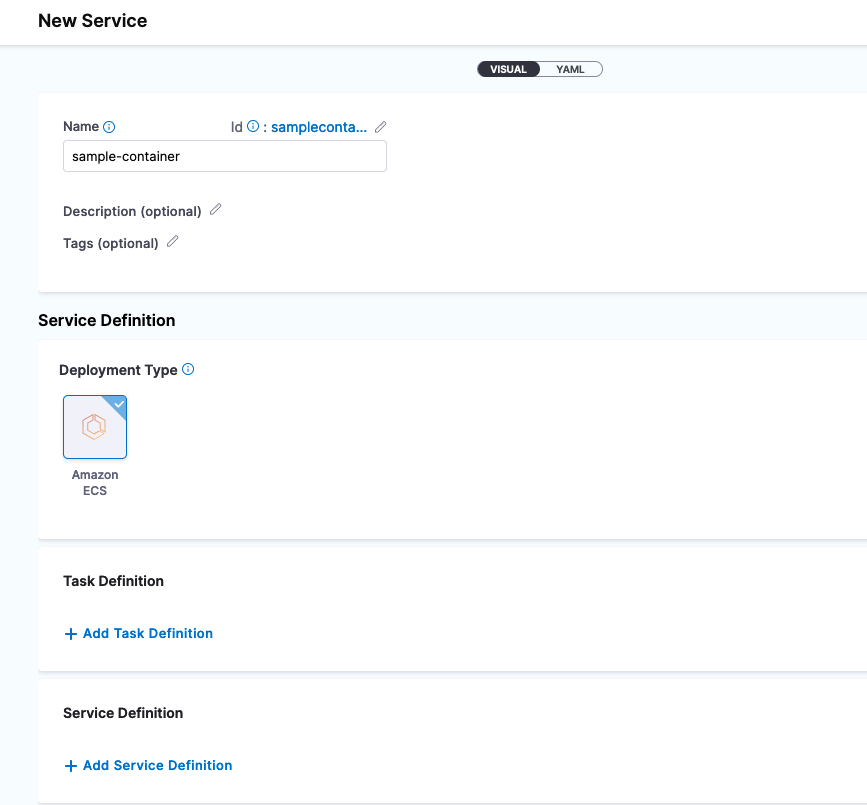 New Service
VISUAL YAML
Name Id : sampleconta...
sample-container
Description (optional)
Tags (optional)
Service Definition
Deployment Type
Amazon
ECS
Task Definition
+ Add Task Definition
Service Definition
+ Add Service Definition